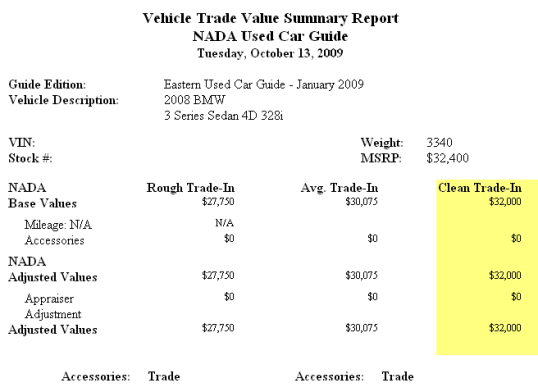 Vehicle Trade Value Summary Report
NADA Used Car Guide
Tuesday, October 13, 2009
Guide Edition: Eastern Used Car Guide - January 2009
Vehicle Description: 2008 BMW
3 Series Sedan 4D 328i
VIN: Weight: 3340
Stock #: MSRP: $32,400
NADA Rough Trade-In Avg. Trade-In Clean Trade-In
Base Values $27,750 $30,075 $32,000
Mileage: N/A N/A
Accessories $0 $0 $0
NADA
Adjusted Values $27,750 $30,075 $32,000
Appraiser $0 $0 $0
Adjustment
Adjusted Values $27,750 $30,075 $32,000
Accessories: Trade Accessories: Trade